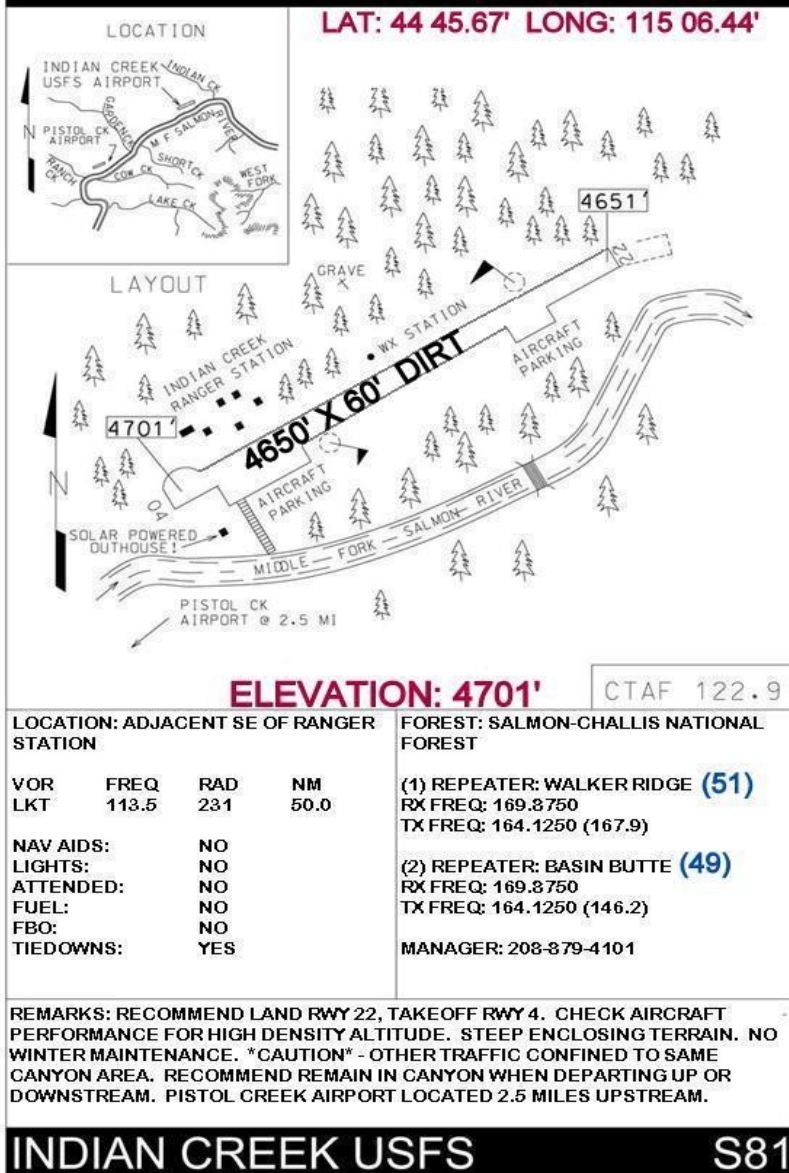 LAT: 44 45.67' LONG: 115 06.44'
LOCATION
INDIAN CREEK
USFS AIRPORT
INDIAN CK
GARDEN CK
N
PISTOL CK
AIRPORT
M F SALMON RIVER
RANCH
CK
COW CK
SHORT CK
LAKE CK
WEST
FORK
4651'
22
LAYOUT
GRAVE
X
WX STATION
INDIAN CREEK
RANGER STATION
4650' X 60' DIRT
AIRCRAFT
PARKING
4701'
N
04
AIRCRAFT
PARKING
SOLAR POWERED
OUTHOUSE!
MIDDLE FORK SALMON RIVER
PISTOL CK
AIRPORT @ 2.5 MI
ELEVATION: 4701'
CTAF 122.9
LOCATION: ADJACENT SE OF RANGER
STATION
VOR FREQ RAD NM
LKT 113.5 231 50.0
NAV AIDS: NO
LIGHTS: NO
ATTENDED: NO
FUEL: NO
FBO: NO
TIEDOWNS: YES
FOREST: SALMON-CHALLIS NATIONAL
FOREST
(1) REPEATER: WALKER RIDGE (51)
RX FREQ: 169.8750
TX FREQ: 164.1250 (167.9)
(2) REPEATER: BASIN BUTTE (49)
RX FREQ: 169.8750
TX FREQ: 164.1250 (146.2)
MANAGER: 208-879-4101
REMARKS: RECOMMEND LAND RWY 22, TAKEOFF RWY 4. CHECK AIRCRAFT
PERFORMANCE FOR HIGH DENSITY ALTITUDE. STEEP ENCLOSING TERRAIN. NO
WINTER MAINTENANCE. *CAUTION* - OTHER TRAFFIC CONFINED TO SAME
CANYON AREA. RECOMMEND REMAIN IN CANYON WHEN DEPARTING UP OR
DOWNSTREAM. PISTOL CREEK AIRPORT LOCATED 2.5 MILES UPSTREAM.
INDIAN CREEK USFS S81